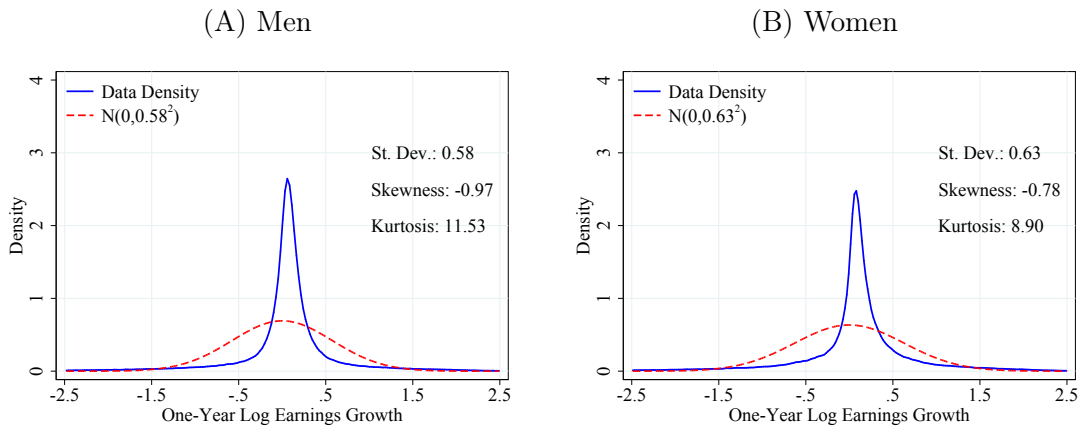 (A) Men
Density
4
3
2
1
0
Data Density
N(0,0.58²)
St. Dev.: 0.58
Skewness: -0.97
Kurtosis: 11.53
-2.5 -1.5 -.5 .5 1.5 2.5
One-Year Log Earnings Growth
(B) Women
Density
4
3
2
1
0
Data Density
N(0,0.63²)
St. Dev.: 0.63
Skewness: -0.78
Kurtosis: 8.90
-2.5 -1.5 -.5 .5 1.5 2.5
One-Year Log Earnings Growth